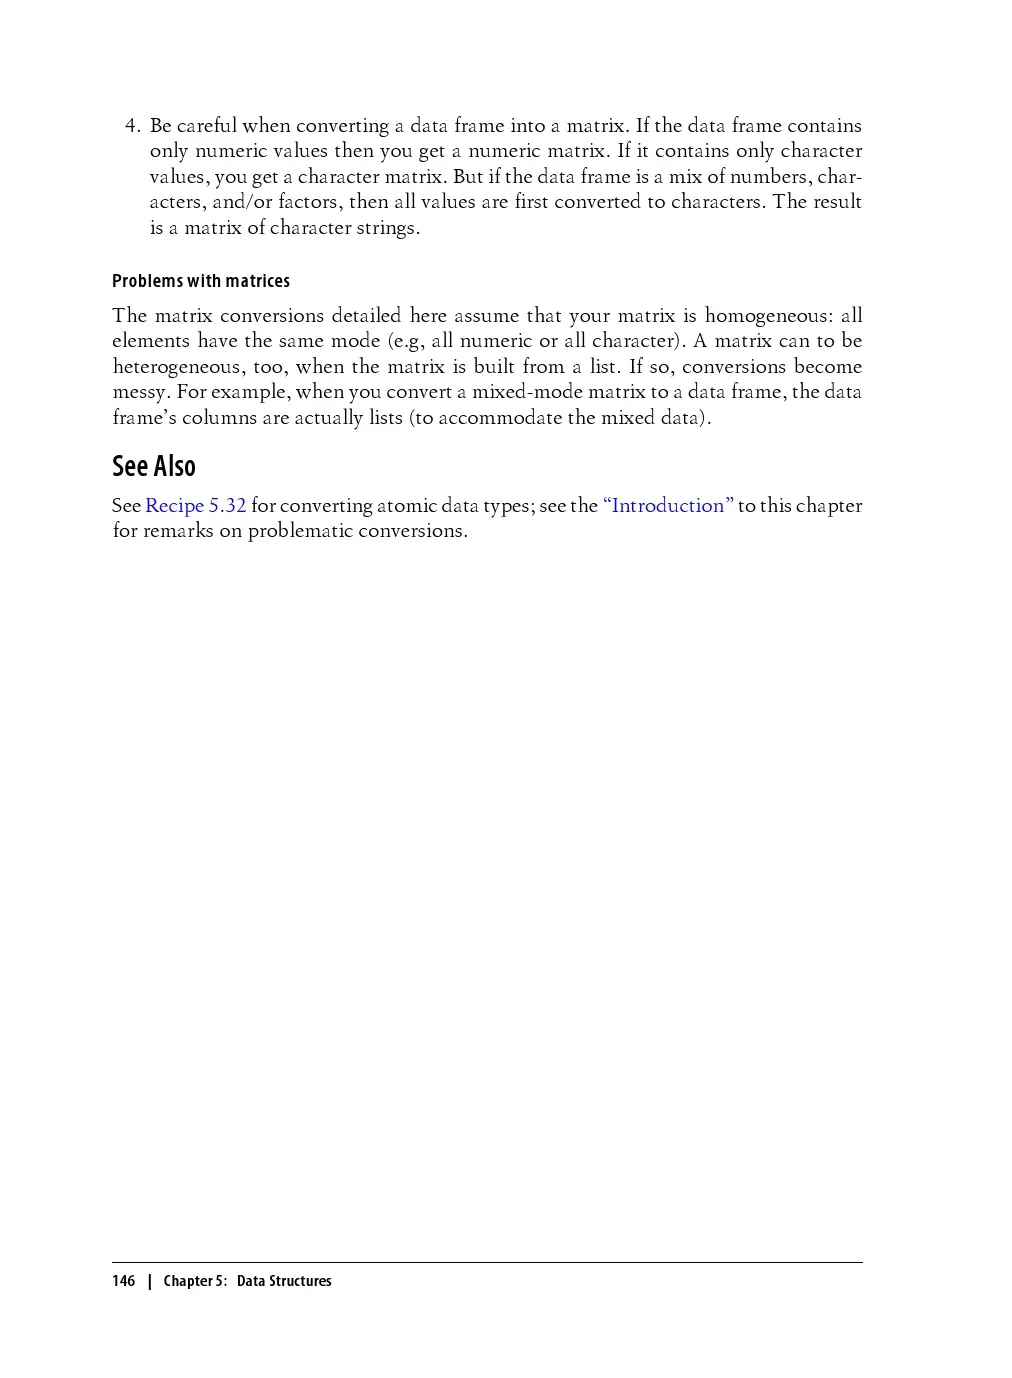 4. Be careful when converting a data frame into a matrix. If the data frame contains
only numeric values then you get a numeric matrix. If it contains only character
values, you get a character matrix. But if the data frame is a mix of numbers, char-
acters, and/or factors, then all values are first converted to characters. The result
is a matrix of character strings.
Problems with matrices
The matrix conversions detailed here assume that your matrix is homogeneous: all
elements have the same mode (e.g, all numeric or all character). A matrix can to be
heterogeneous, too, when the matrix is built from a list. If so, conversions become
messy. For example, when you convert a mixed-mode matrix to a data frame, the data
frame’s columns are actually lists (to accommodate the mixed data).
See Also
See Recipe 5.32 for converting atomic data types; see the “Introduction” to this chapter
for remarks on problematic conversions.
146 | Chapter 5: Data Structures